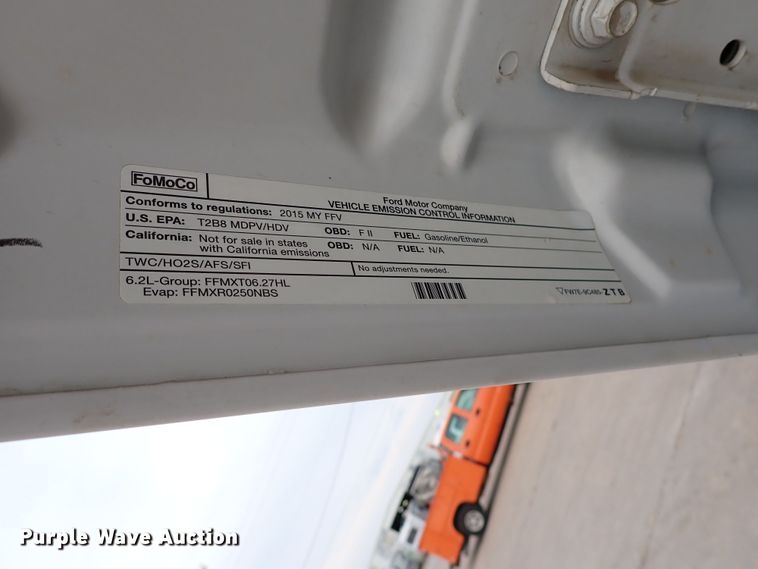 FoMoCo
Ford Motor Company
VEHICLE EMISSION CONTROL INFORMATION
Conforms to regulations: 2015 MY FFV
U.S. EPA: T2B8 MDPV/HDV OBD: F II FUEL: Gasoline/Ethanol
California: Not for sale in states with California emissions OBD: N/A FUEL: N/A
TWC/HO2S/AFS/SFI
No adjustments needed.
6.2L-Group: FFMXT06.27HL
Evap: FFMXR0250NBS
FW7E-9C485-ZTB
Purple Wave Auction